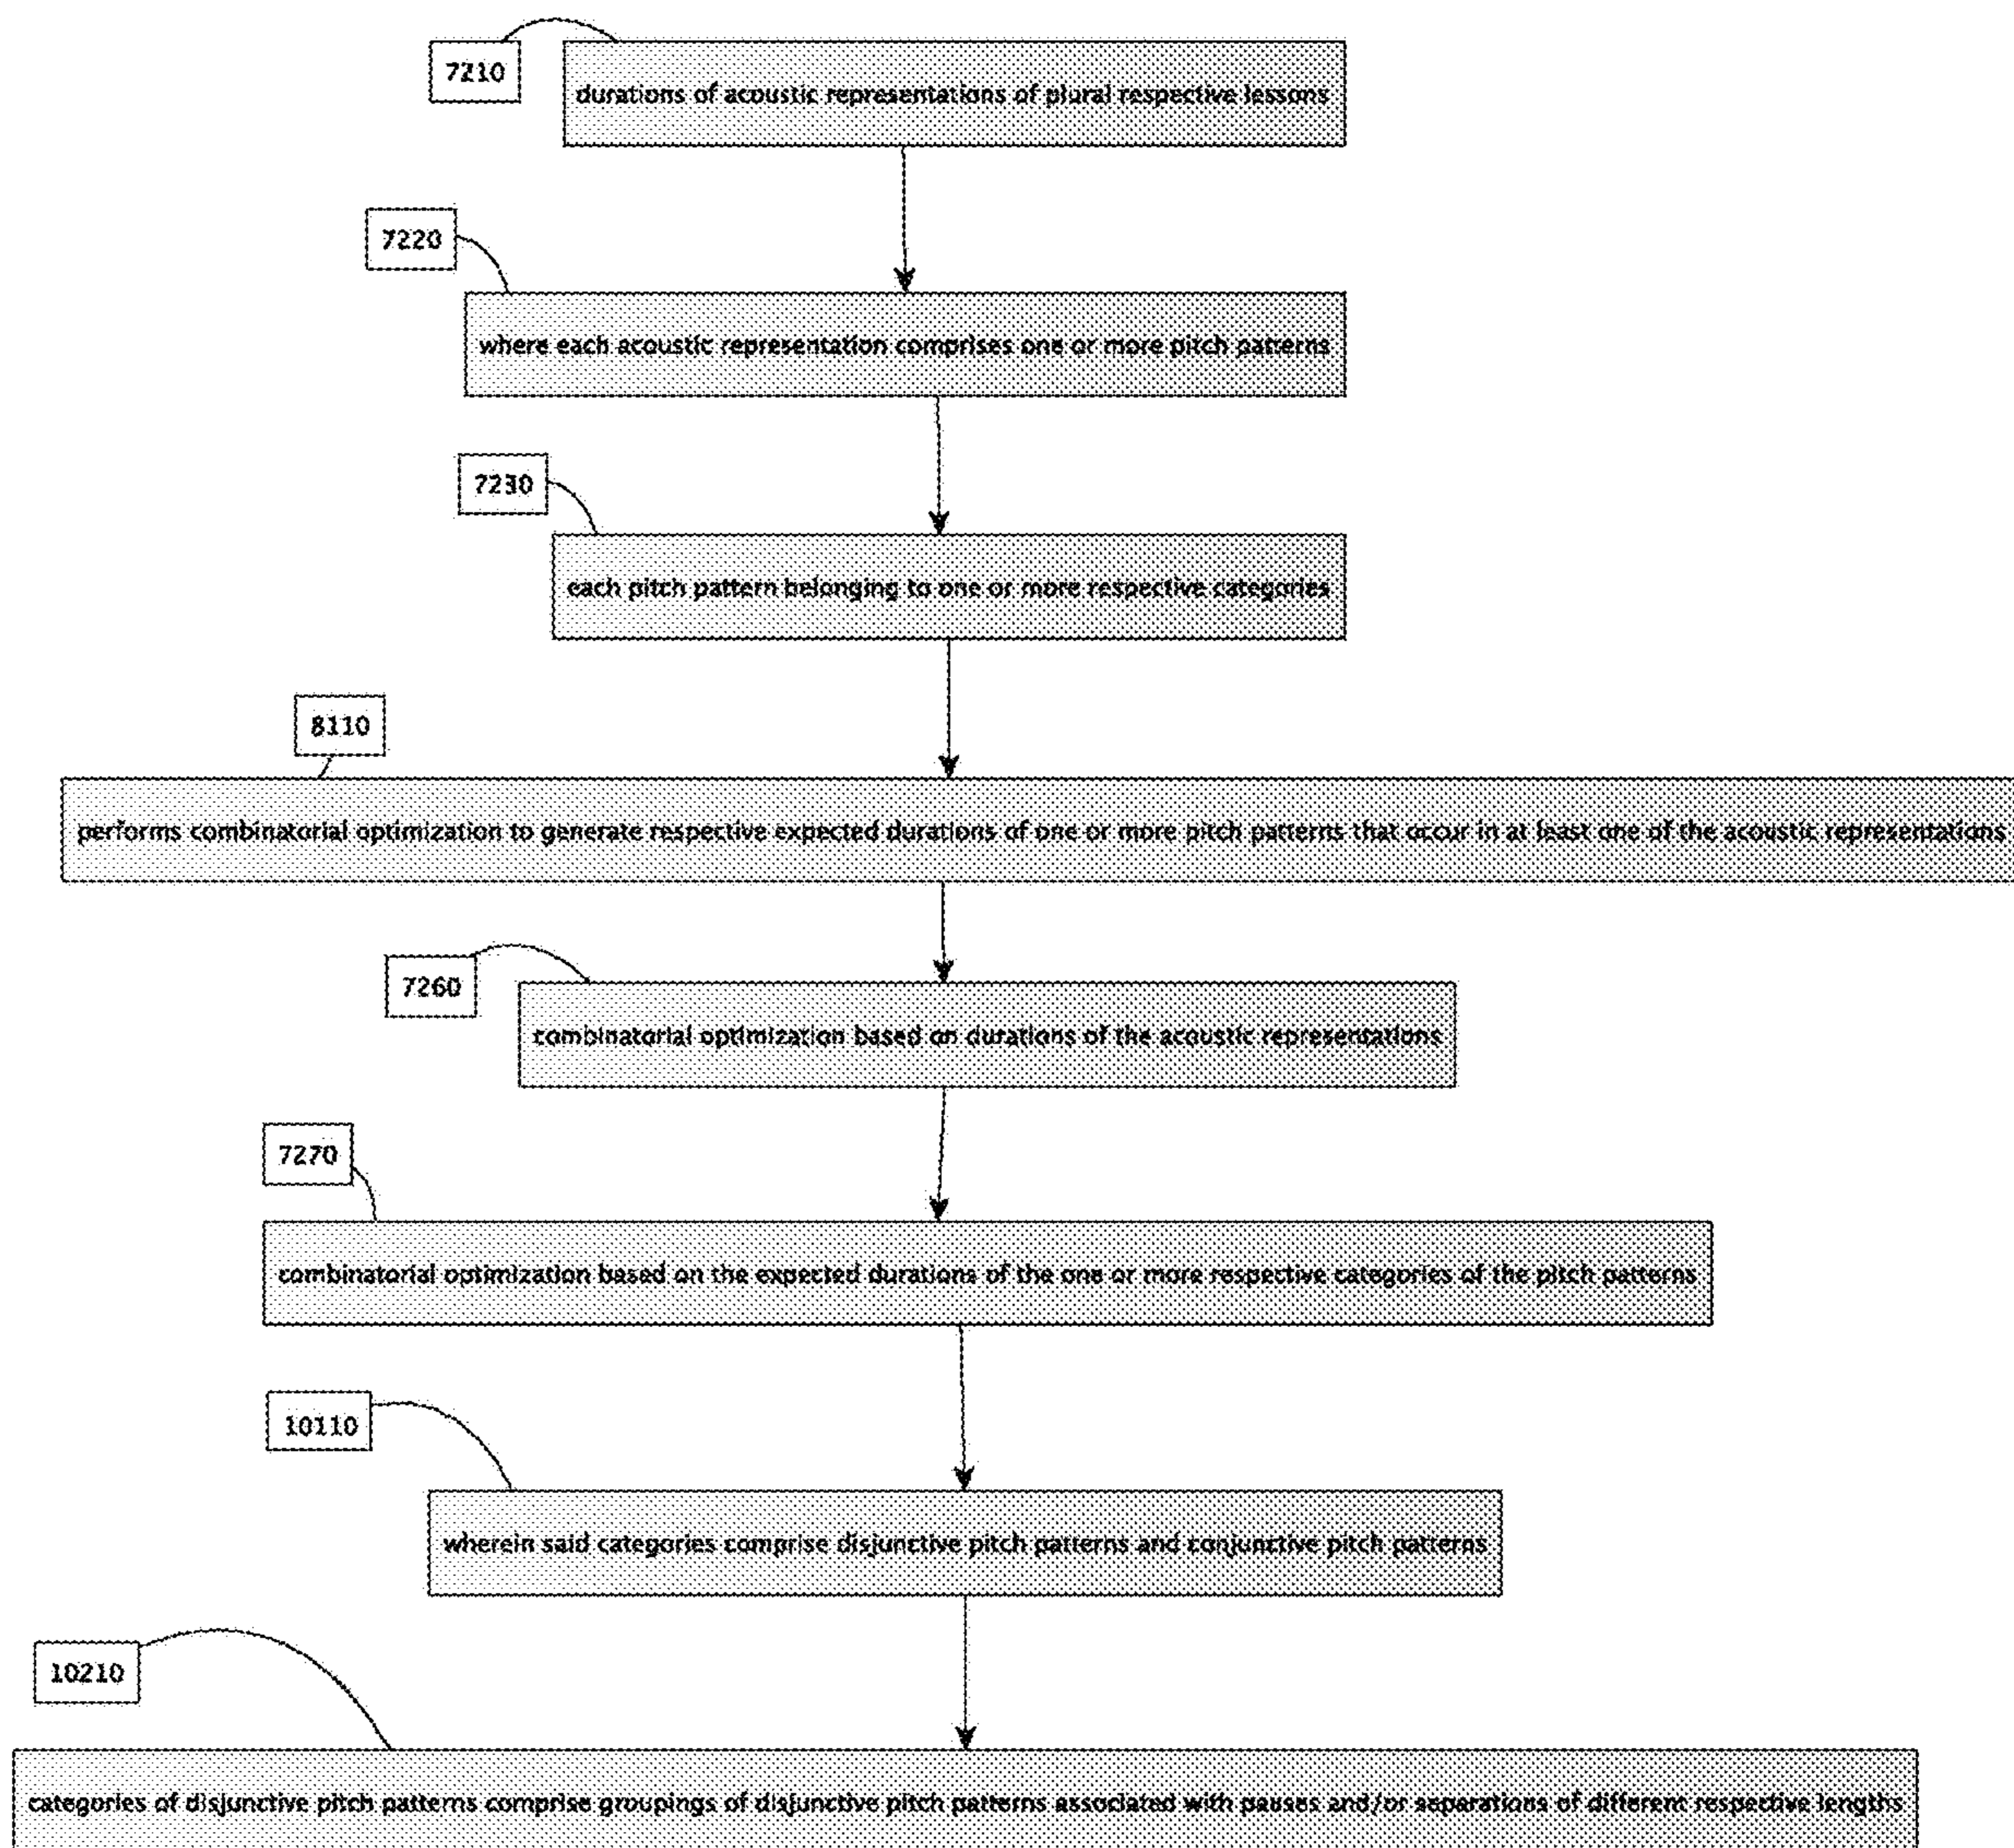 7210
durations of acoustic representations of plural respective lessons
7220
where each acoustic representation comprises one or more pitch patterns
7230
each pitch pattern belonging to one or more respective categories
8110
performs combinatorial optimization to generate respective expected durations of one or more pitch patterns that occur in at least one of the acoustic representations
7260
combinatorial optimization based on durations of the acoustic representations
7270
combinatorial optimization based on the expected durations of the one or more respective categories of the pitch patterns
10110
wherein said categories comprise disjunctive pitch patterns and conjunctive pitch patterns
10210
categories of disjunctive pitch patterns comprise groupings of disjunctive pitch patterns associated with pauses and/or separations of different respective lengths